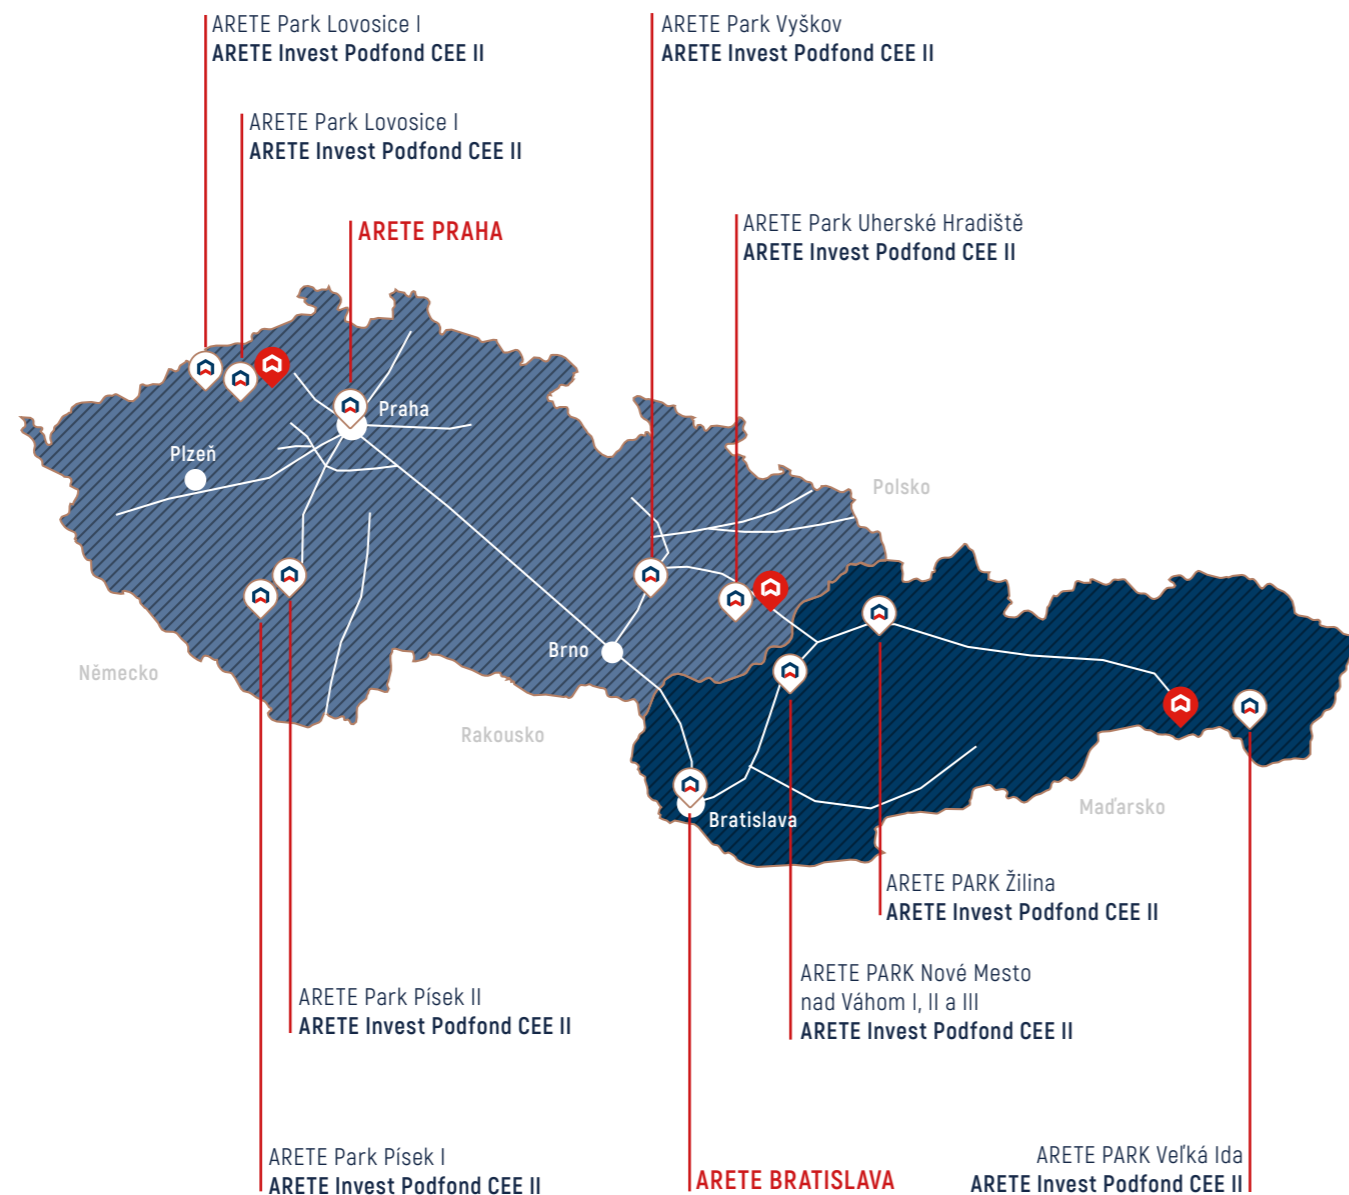 ARETE Park Lovosice I
ARETE Invest Podfond CEE II
ARETE Park Vyškov
ARETE Invest Podfond CEE II
ARETE Park Lovosice I
ARETE Invest Podfond CEE II
ARETE PRAHA
ARETE Park Uherské Hradiště
ARETE Invest Podfond CEE II
Praha
Plzeň
Polsko
Brno
Německo
Rakousko
Maďarsko
Bratislava
ARETE PARK Žilina
ARETE Invest Podfond CEE II
ARETE PARK Nové Mesto
nad Váhom I, II a III
ARETE Invest Podfond CEE II
ARETE Park Písek II
ARETE Invest Podfond CEE II
ARETE Park Písek I
ARETE Invest Podfond CEE II
ARETE BRATISLAVA
ARETE PARK Veľká Ida
ARETE Invest Podfond CEE II